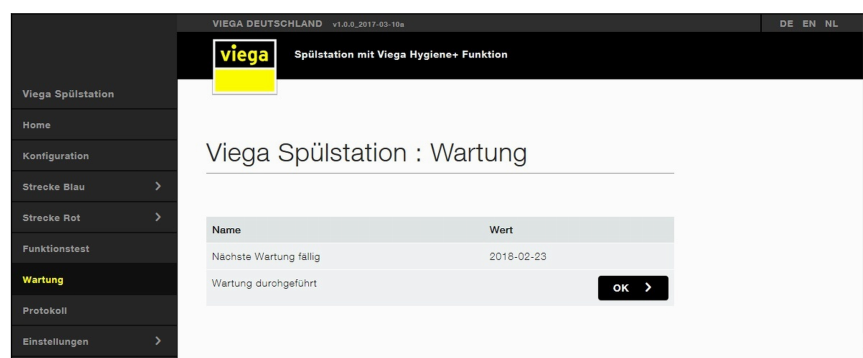 VIEGA DEUTSCHLAND v1.0.0_2017-03-10a DE EN NL
viega Spülstation mit Viega Hygiene+ Funktion
Viega Spülstation
Home
Konfiguration
Strecke Blau
Strecke Rot
Funktionstest
Wartung
Protokoll
Einstellungen
Viega Spülstation : Wartung
Name Wert
Nächste Wartung fällig 2018-02-23
Wartung durchgeführt OK